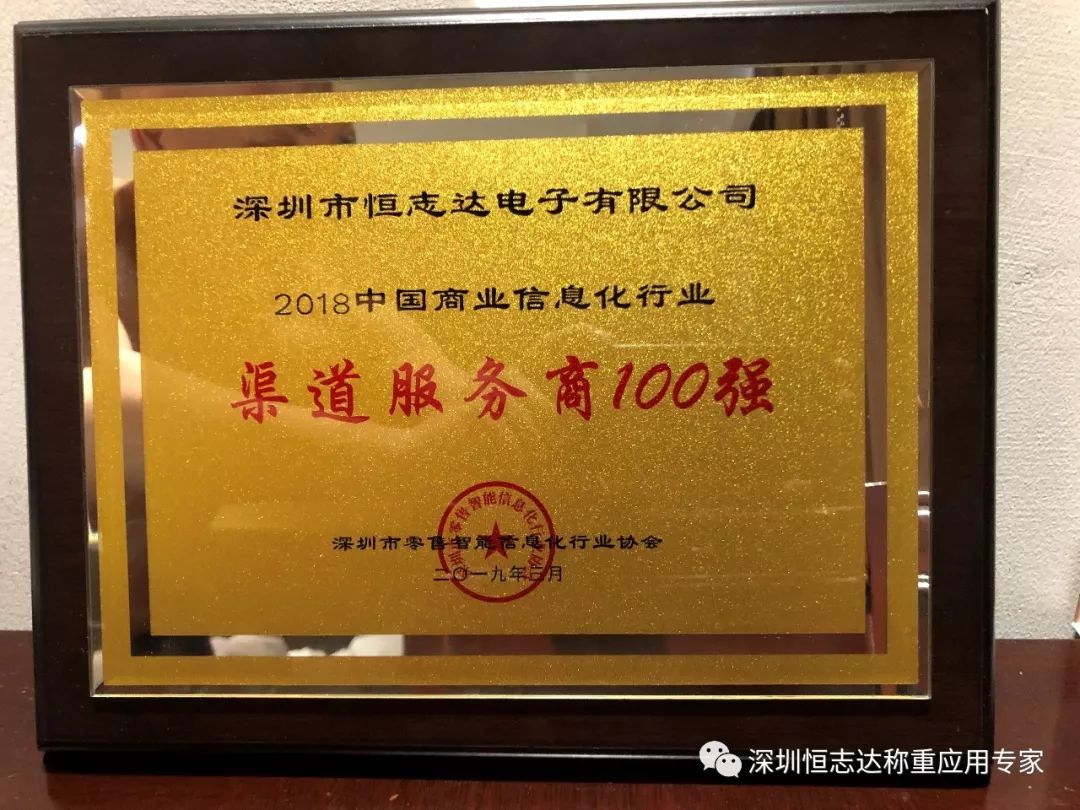 深圳市恒志达电子有限公司
2018中国商业信息化行业
渠道服务商100强
深圳市零售智能信息化行业协会
二〇一九年三月
深圳恒志达称重应用专家